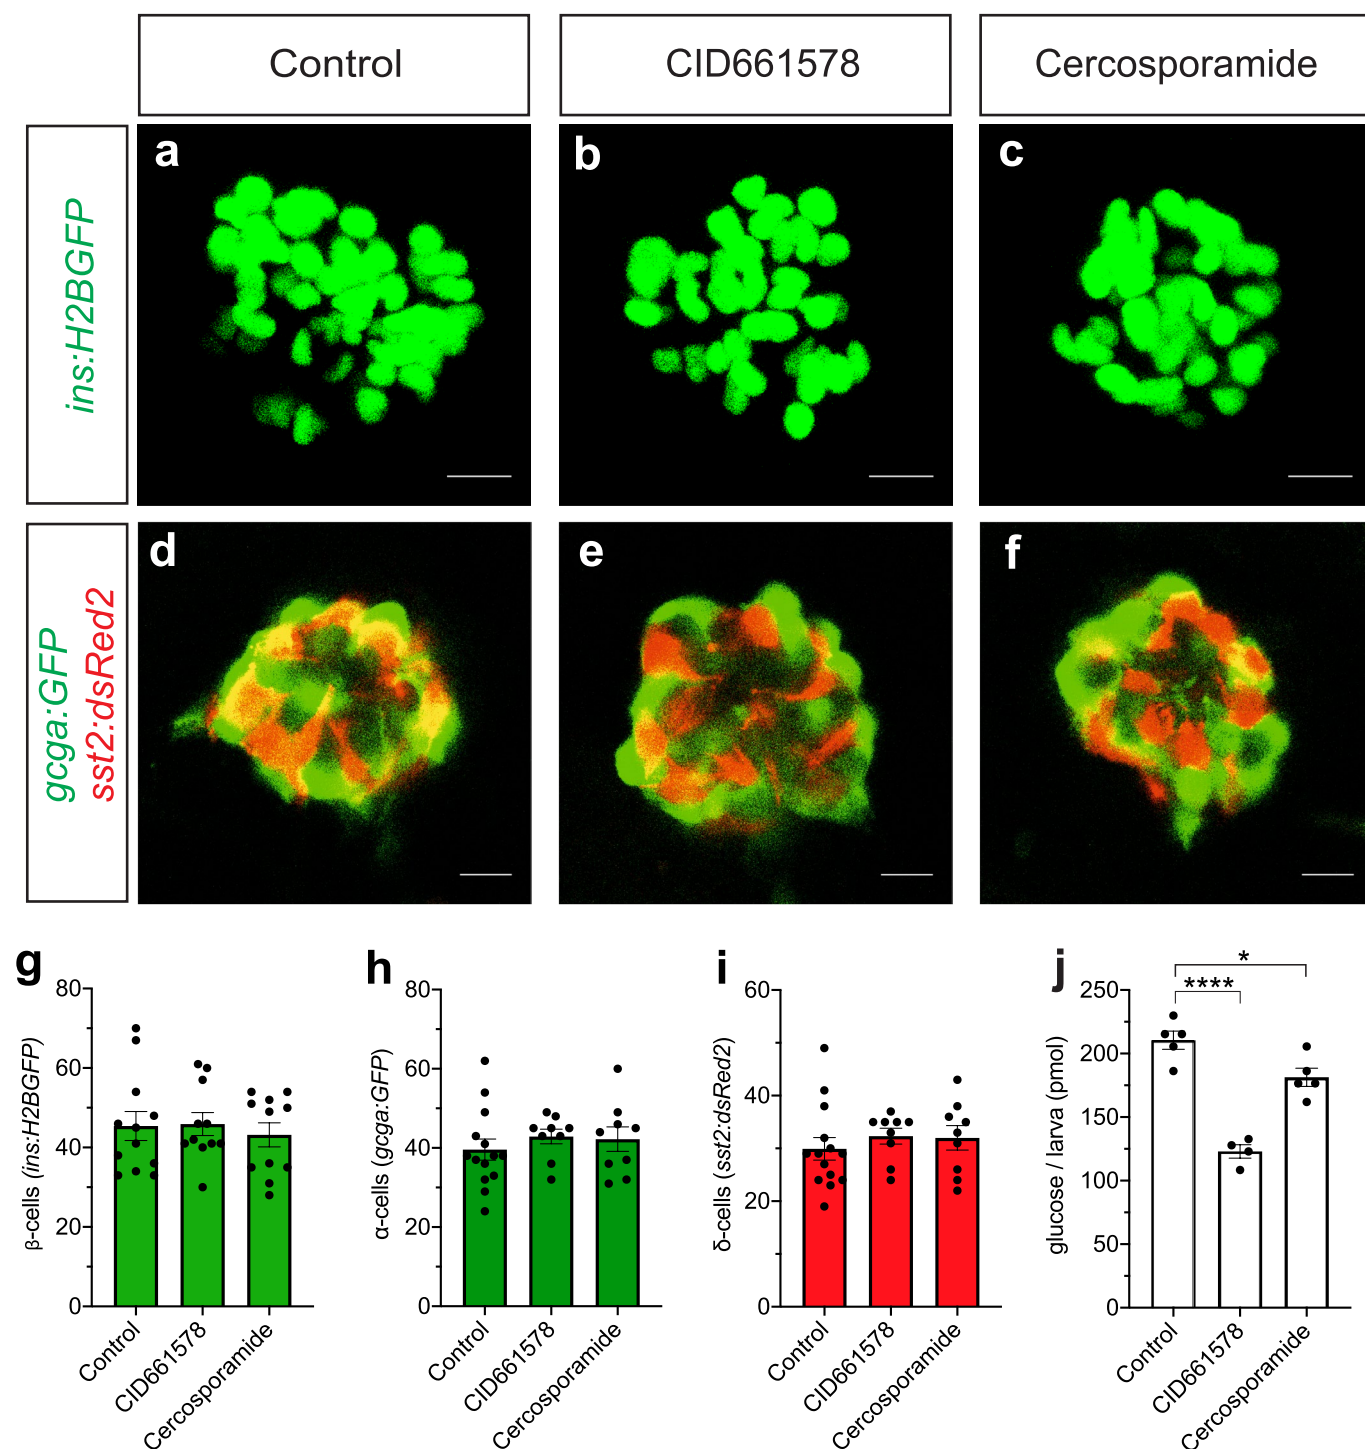 Control
CID661578
Cercosporamide
ins:H2BGFP
a
b
c
gcga:GFP
sst2:dsRed2
d
e
f
g
80
60
40
20
0
β-cells (ins:H2BGFP)
Control
CID661578
Cercosporamide
h
80
60
40
20
0
α-cells (gcga:GFP)
Control
CID661578
Cercosporamide
i
60
40
20
0
δ-cells (sst2:dsRed2)
Control
CID661578
Cercosporamide
j
*
****
250
200
150
100
50
0
glucose / larva (pmol)
Control
CID661578
Cercosporamide